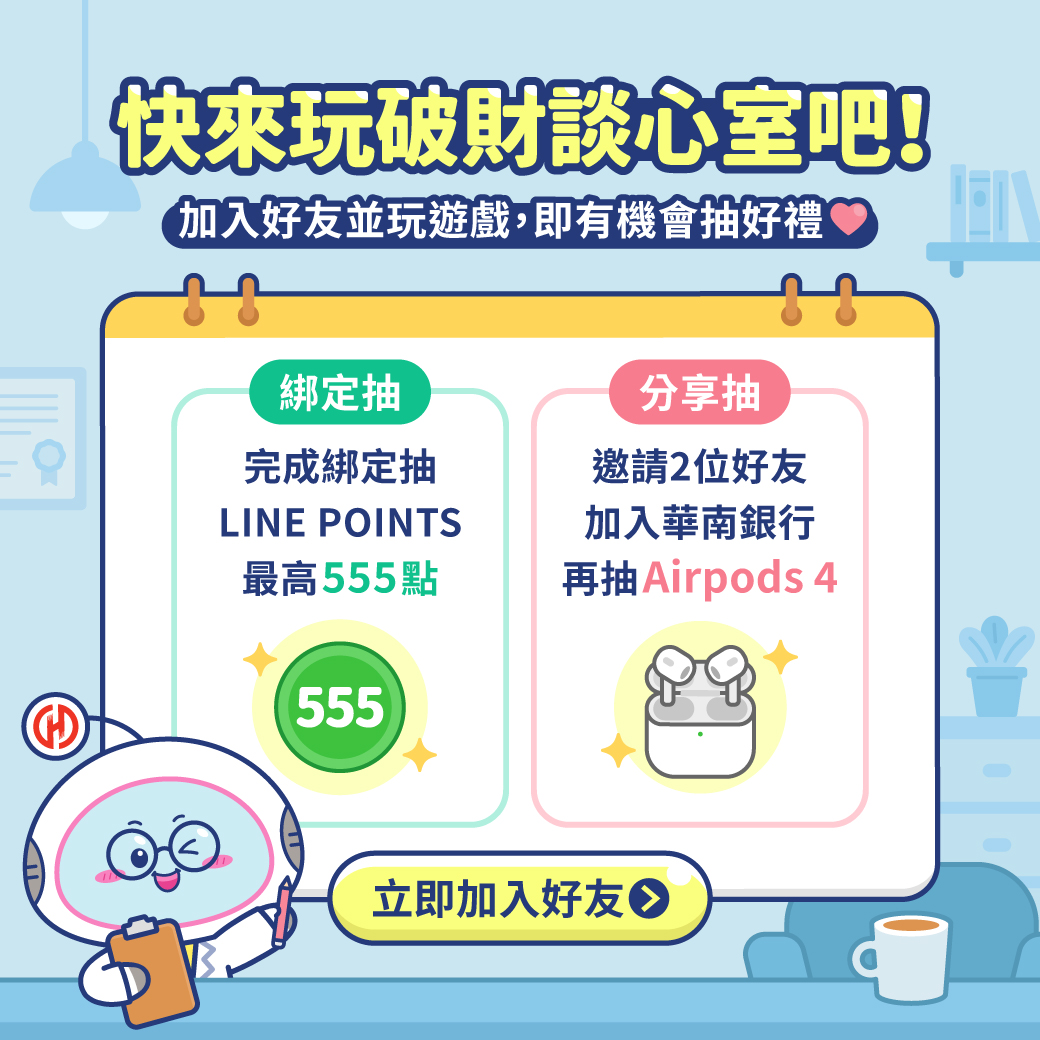 快來玩破財談心室吧!
加入好友並玩遊戲,即有機會抽好禮
綁定抽
完成綁定抽
LINE POINTS
最高555點
555
分享抽
邀請2位好友
加入華南銀行
再抽Airpods 4
立即加入好友